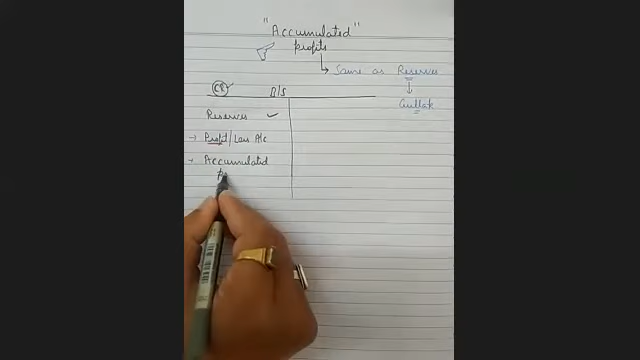 "Accumulated"
profits
Same as Reserves
Gullak
CR B/S
Reserves
Profit/Loss A/c
Accumulated